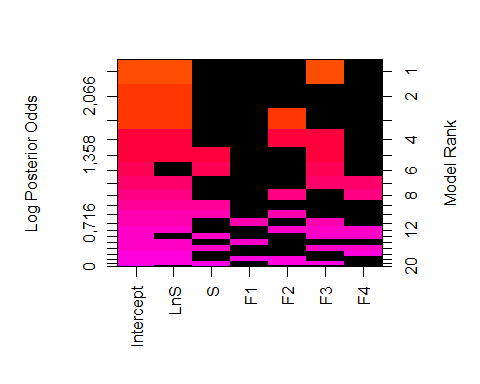 Log Posterior Odds
2,066
1,358
0,716
0
1
2
4
6
8
12
20
Model Rank
Intercept
LnS
S
F1
F2
F3
F4